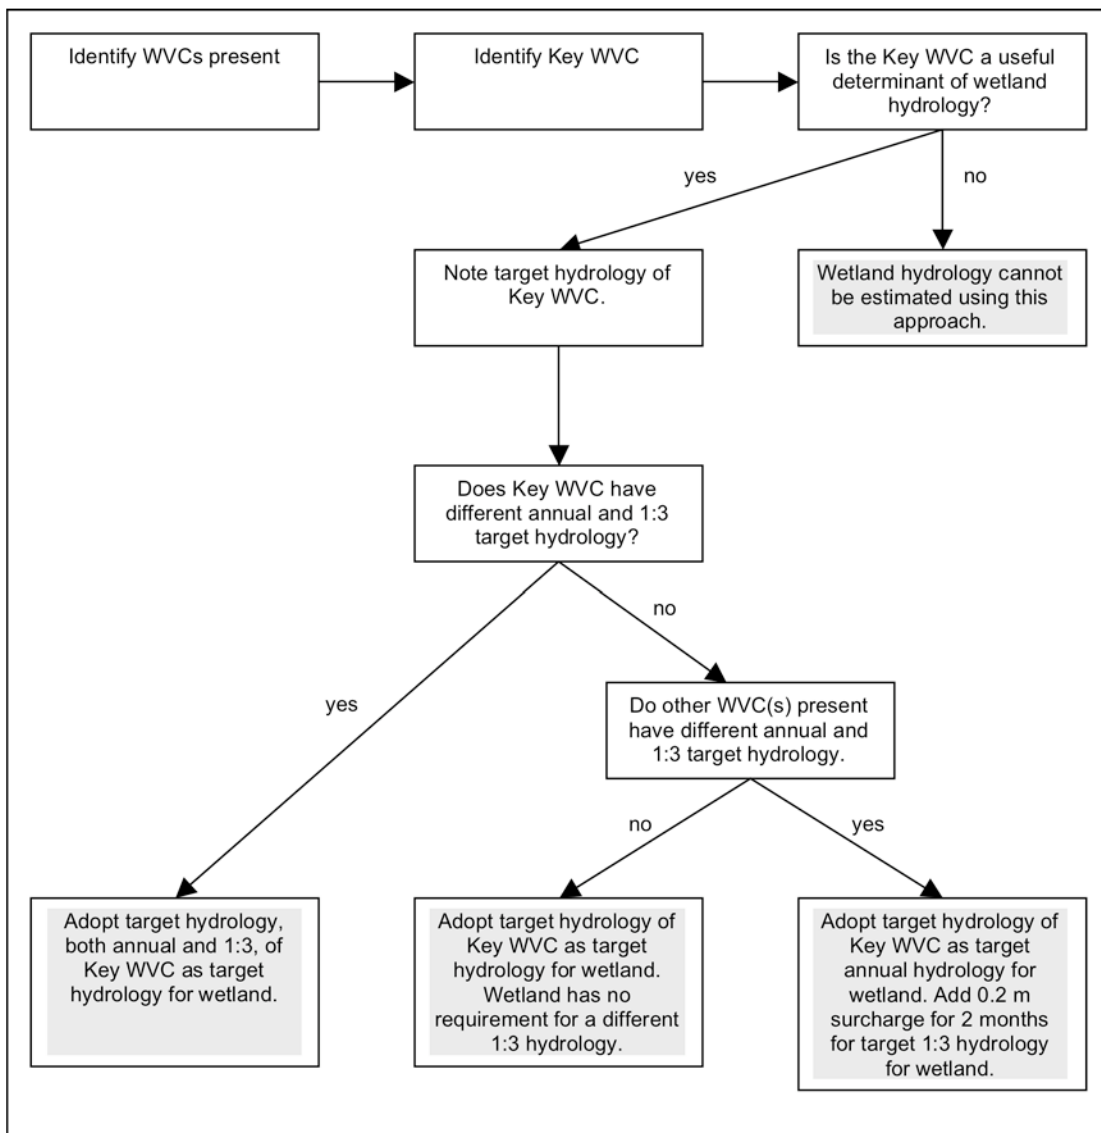 Identify WVCs present
Identify Key WVC
Is the Key WVC a useful
determinant of wetland
hydrology?
yes
no
Note target hydrology of
Key WVC.
Wetland hydrology cannot
be estimated using this
approach.
Does Key WVC have
different annual and 1:3
target hydrology?
no
yes
Do other WVC(s) present
have different annual and
1:3 target hydrology.
no
yes
Adopt target hydrology,
both annual and 1:3, of
Key WVC as target
hydrology for wetland.
Adopt target hydrology of
Key WVC as target
hydrology for wetland.
Wetland has no
requirement for a different
1:3 hydrology.
Adopt target hydrology of
Key WVC as target
annual hydrology for
wetland. Add 0.2 m
surcharge for 2 months
for target 1:3 hydrology
for wetland.